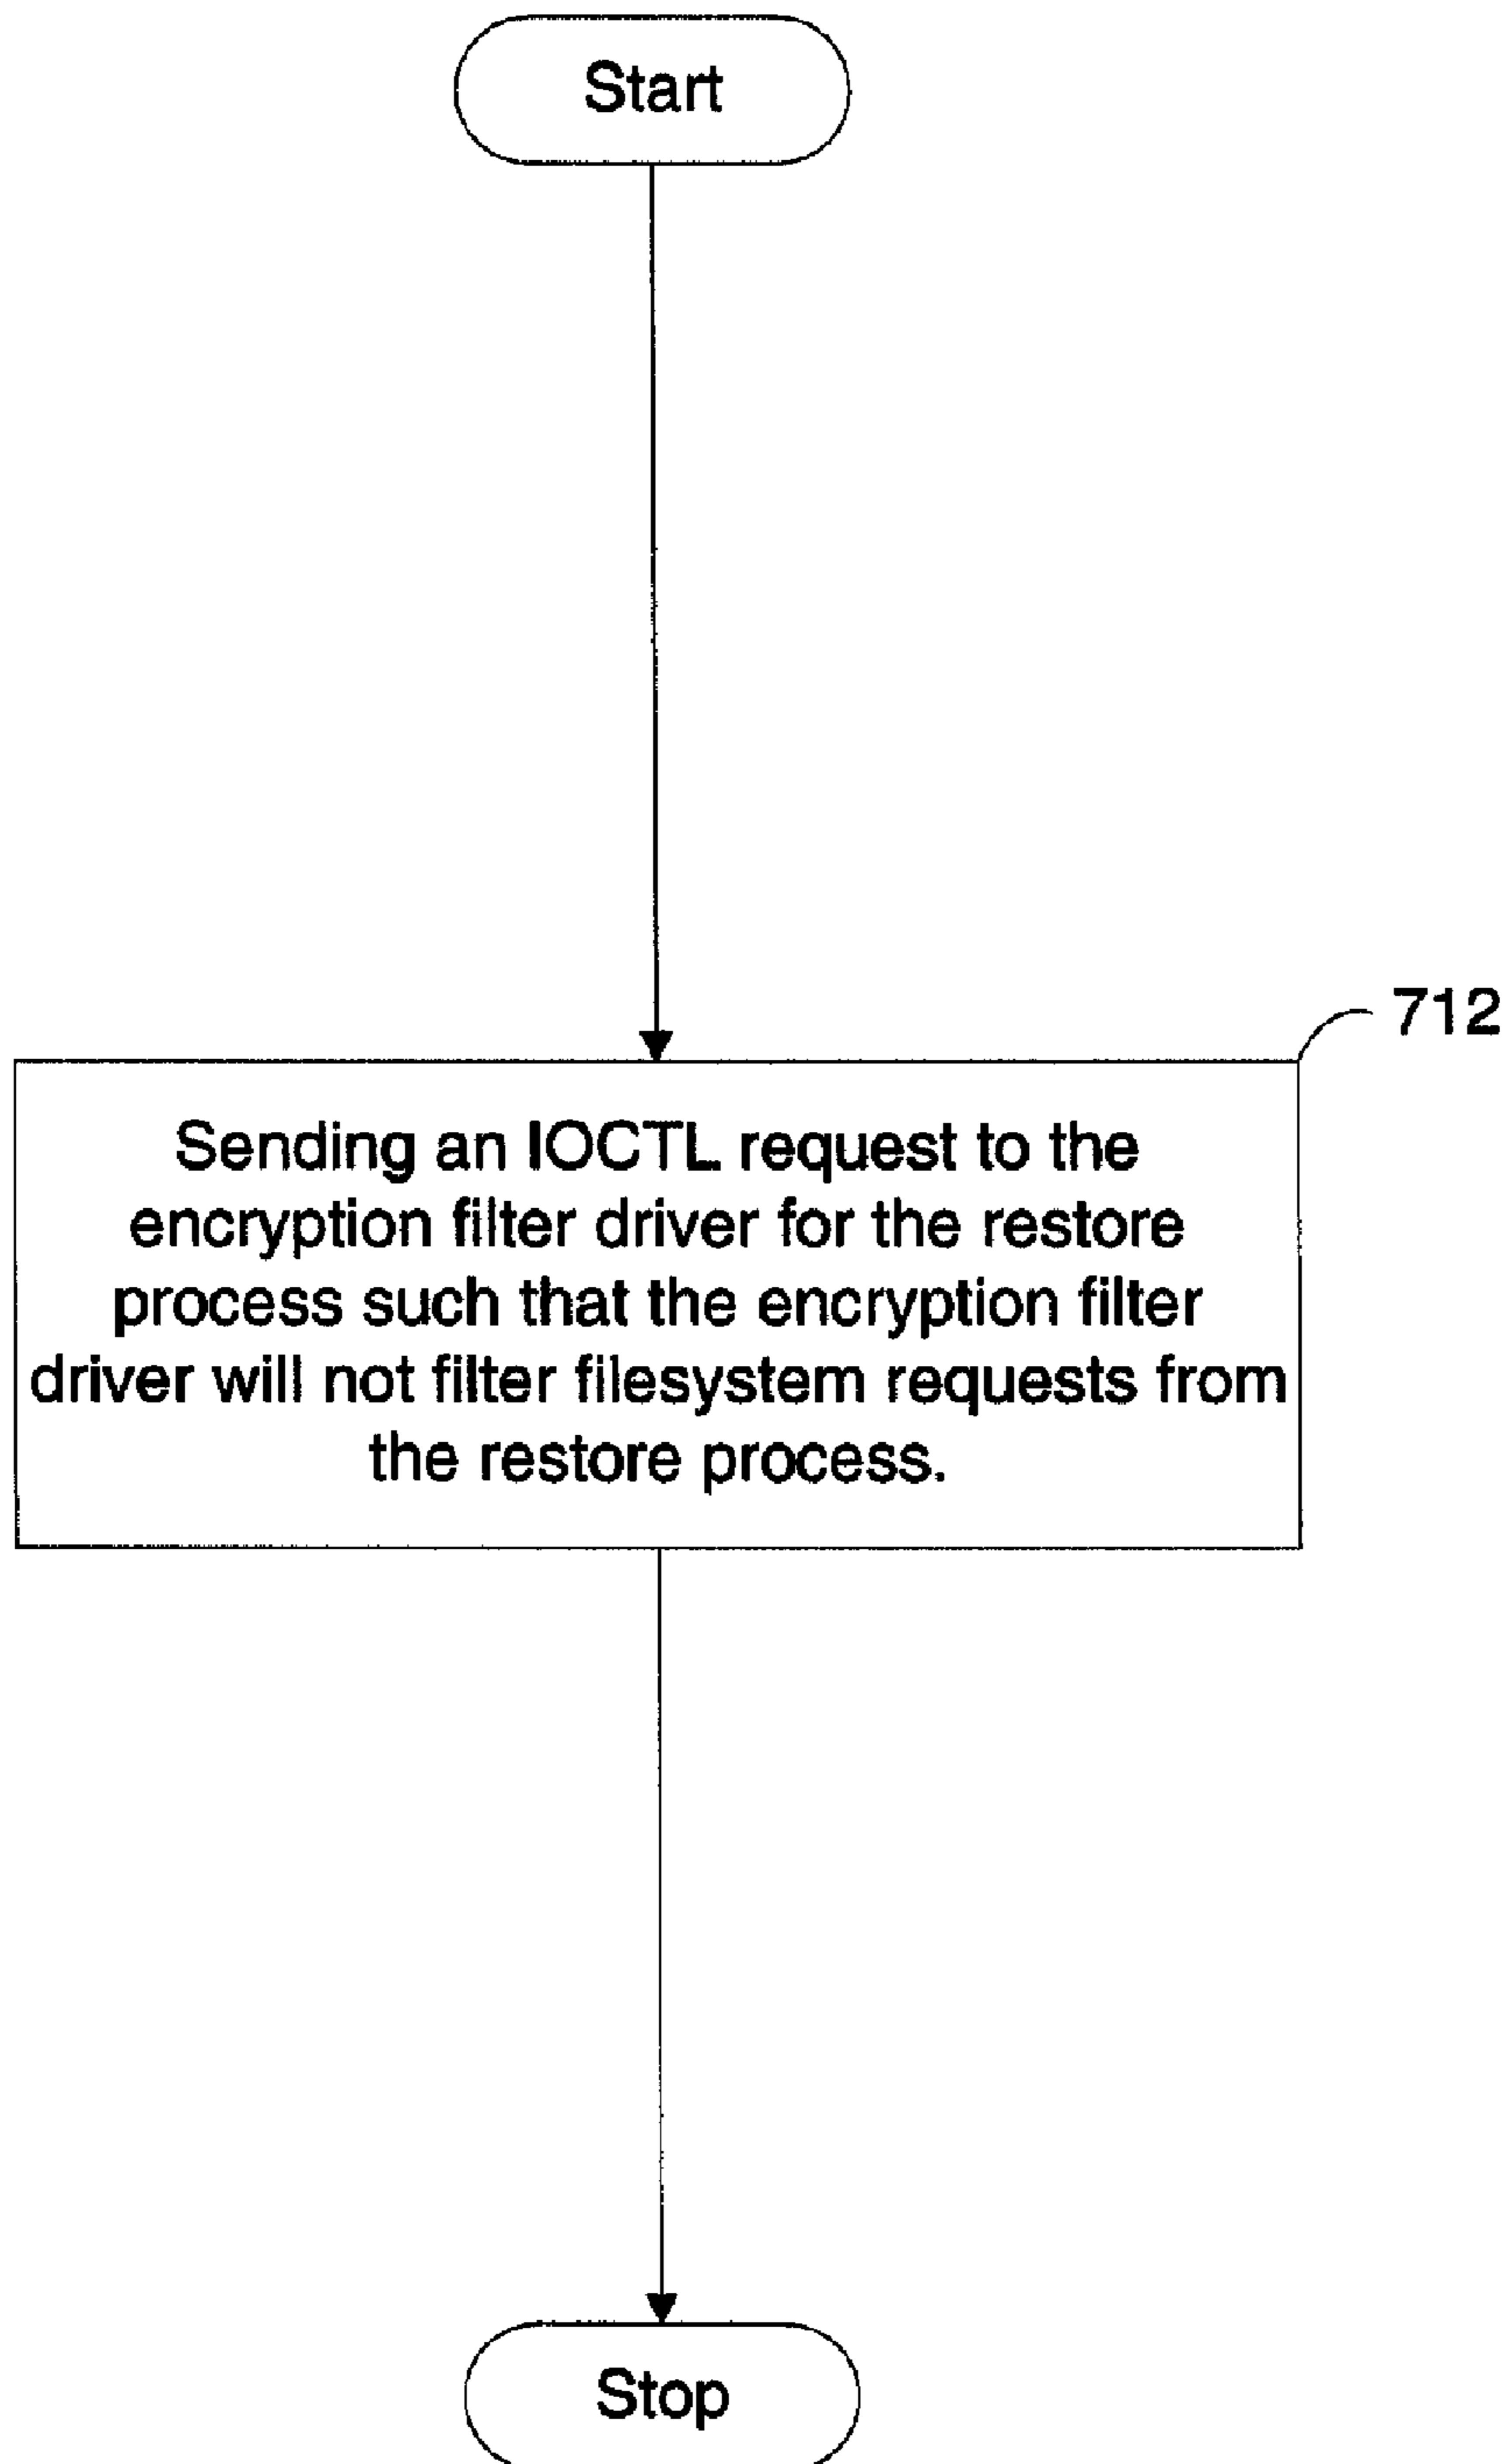 Start
712
Sending an IOCTL request to the
encryption filter driver for the restore
process such that the encryption filter
driver will not filter filesystem requests from
the restore process.
Stop